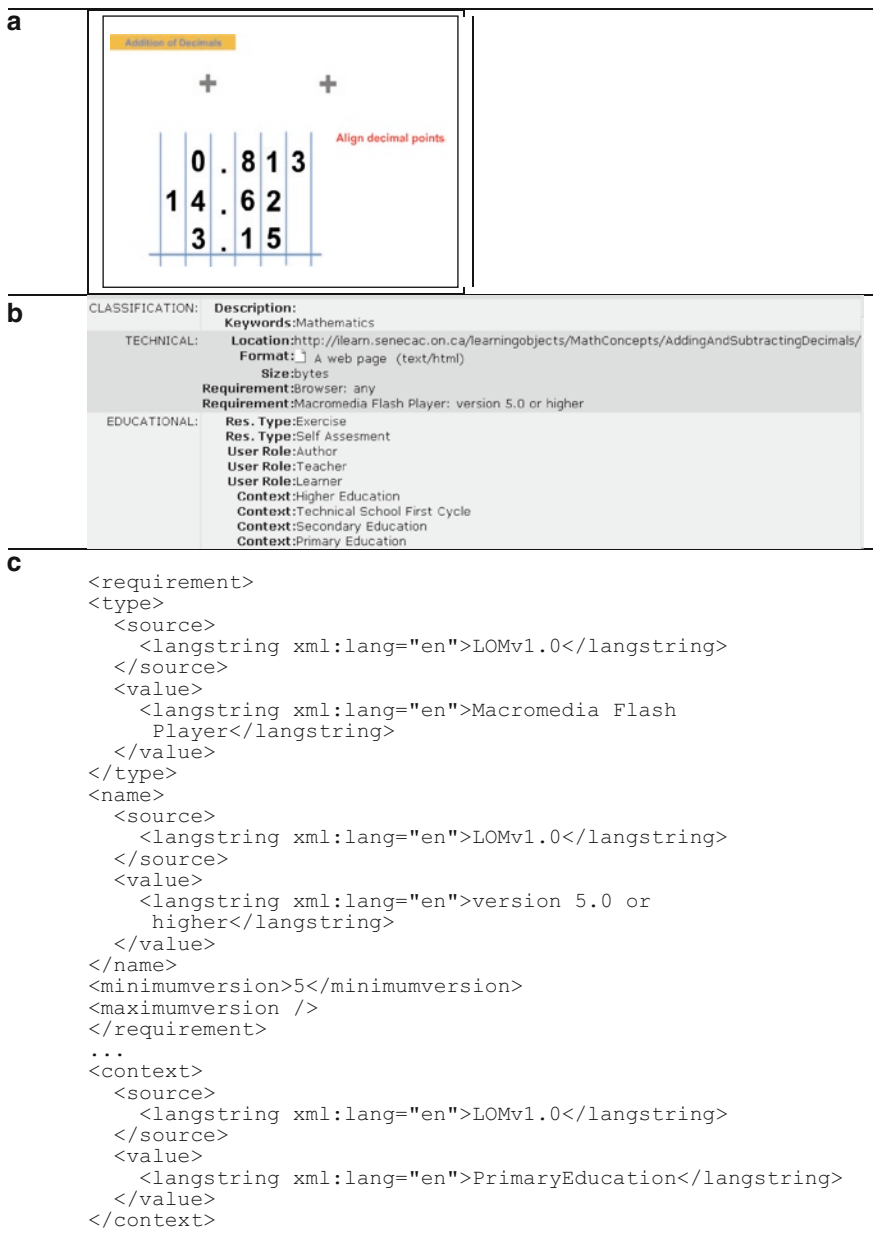 a
Addition of Decimals
+ +
Align decimal points
0 . 8 1 3
1 4 . 6 2
3 . 1 5
b
CLASSIFICATION: Description:
Keywords:Mathematics
TECHNICAL: Location:http://ilearn.senecac.on.ca/learningobjects/MathConcepts/AddingAndSubtractingDecimals/
Format: A web page (text/html)
Size:bytes
Requirement:Browser: any
Requirement:Macromedia Flash Player: version 5.0 or higher
EDUCATIONAL: Res. Type:Exercise
Res. Type:Self Assesment
User Role:Author
User Role:Teacher
User Role:Learner
Context:Higher Education
Context:Technical School First Cycle
Context:Secondary Education
Context:Primary Education
c
<requirement>
<type>
<source>
<langstring xml:lang="en">LOMv1.0</langstring>
</source>
<value>
<langstring xml:lang="en">Macromedia Flash
Player</langstring>
</value>
</type>
<name>
<source>
<langstring xml:lang="en">LOMv1.0</langstring>
</source>
<value>
<langstring xml:lang="en">version 5.0 or
higher</langstring>
</value>
</name>
<minimumversion>5</minimumversion>
<maximumversion />
</requirement>
...
<context>
<source>
<langstring xml:lang="en">LOMv1.0</langstring>
</source>
<value>
<langstring xml:lang="en">PrimaryEducation</langstring>
</value>
</context>